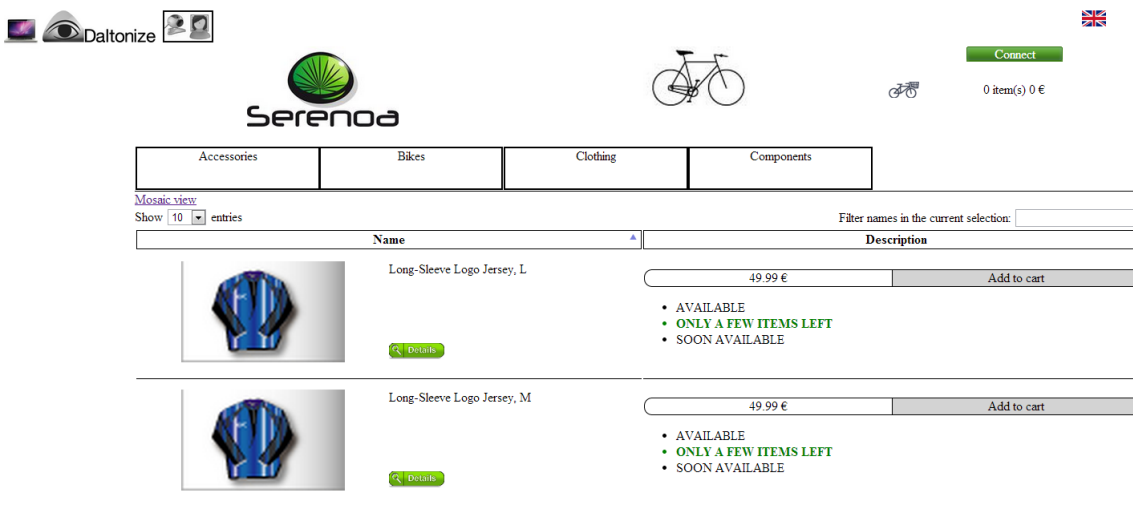 Daltonize
Connect
Serenoa
0 item(s) 0 €
Accessories Bikes Clothing Components
Mosaic view
Show 10 entries
Filter names in the current selection:
Name Description
Long-Sleeve Logo Jersey, L
49.99 € Add to cart
AVAILABLE
ONLY A FEW ITEMS LEFT
SOON AVAILABLE
Details
Long-Sleeve Logo Jersey, M
49.99 € Add to cart
AVAILABLE
ONLY A FEW ITEMS LEFT
SOON AVAILABLE
Details